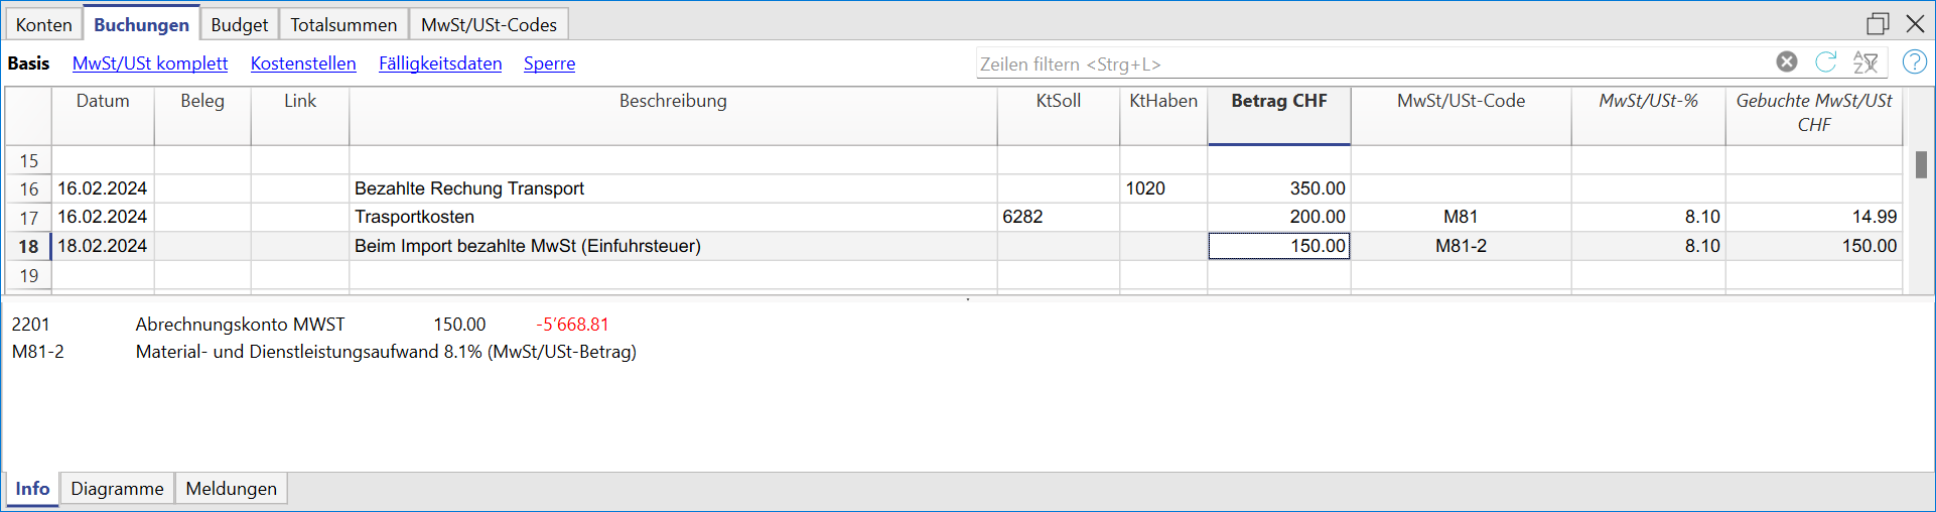 Konten Buchungen Budget Totalsummen MwSt/USt-Codes
Basis MwSt/USt komplett Kostenstellen Fälligkeitsdaten Sperre Zeilen filtern <Strg+L>
Datum Beleg Link Beschreibung KtSoll KtHaben Betrag CHF MwSt/USt-Code MwSt/USt-% Gebuchte MwSt/USt
CHF
15
16 16.02.2024 Bezahlte Rechung Transport 1020 350.00
17 16.02.2024 Trasportkosten 6282 200.00 M81 8.10 14.99
18 18.02.2024 Beim Import bezahlte MwSt (Einfuhrsteuer) 150.00 M81-2 8.10 150.00
19
2201 Abrechnungskonto MWST 150.00 -5’668.81
M81-2 Material- und Dienstleistungsaufwand 8.1% (MwSt/USt-Betrag)
Info Diagramme Meldungen